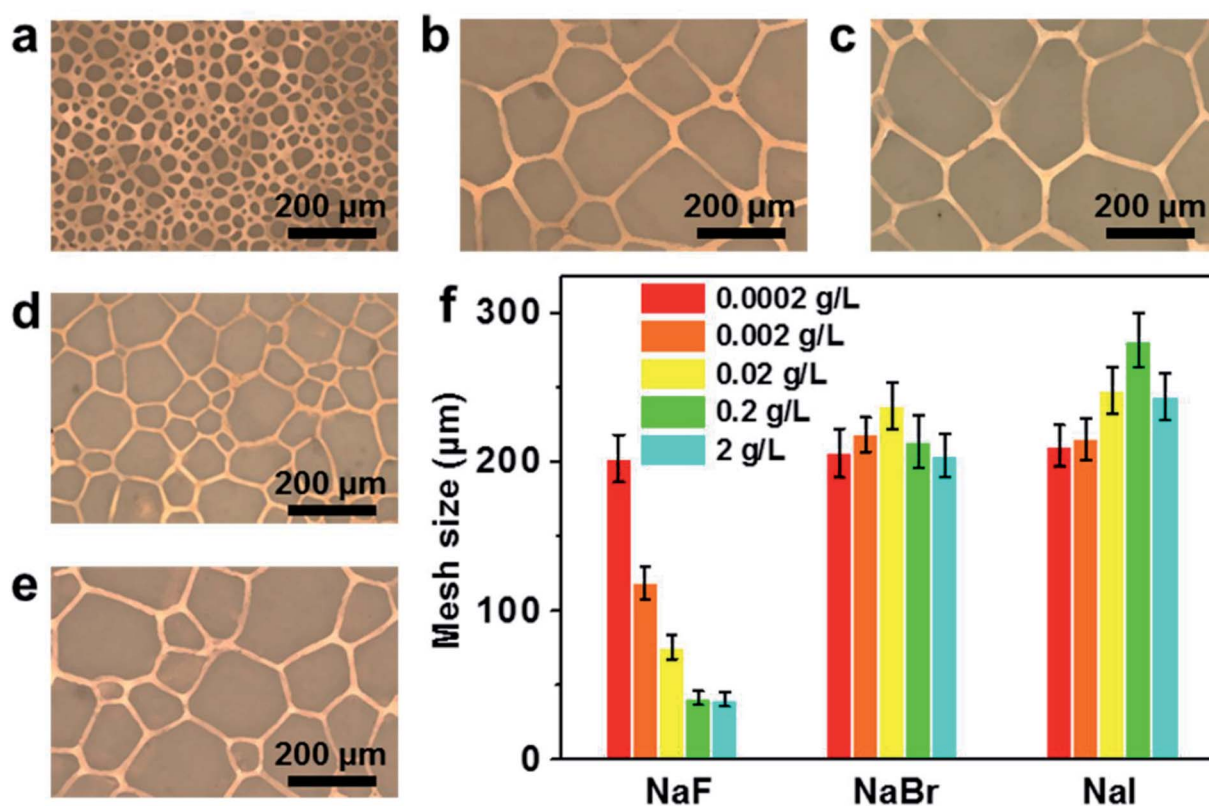 a
200 µm
b
200 µm
c
200 µm
d
200 µm
e
200 µm
f
0.0002 g/L
0.002 g/L
0.02 g/L
0.2 g/L
2 g/L
Mesh size (µm)
300
200
100
0
NaF
NaBr
NaI